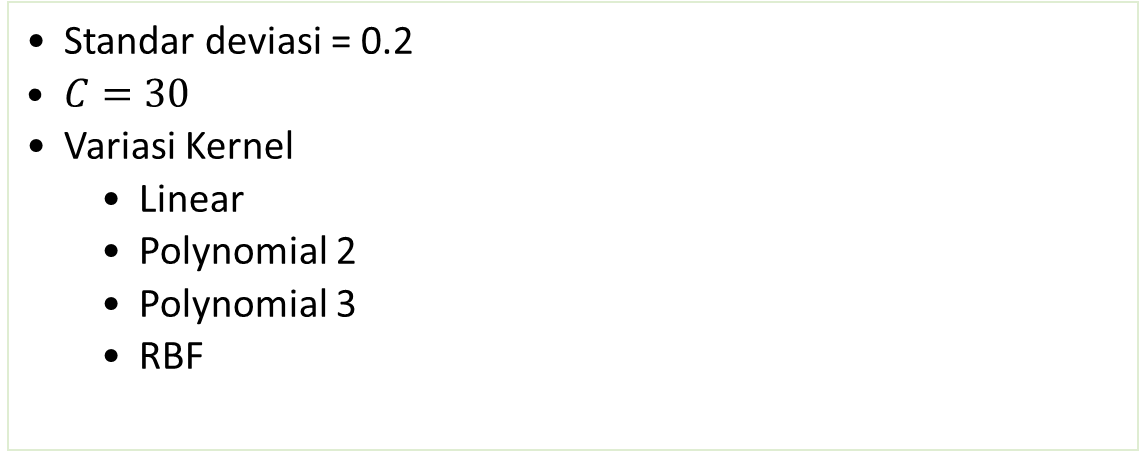 • Standar deviasi = 0.2
• C = 30
• Variasi Kernel
• Linear
• Polynomial 2
• Polynomial 3
• RBF